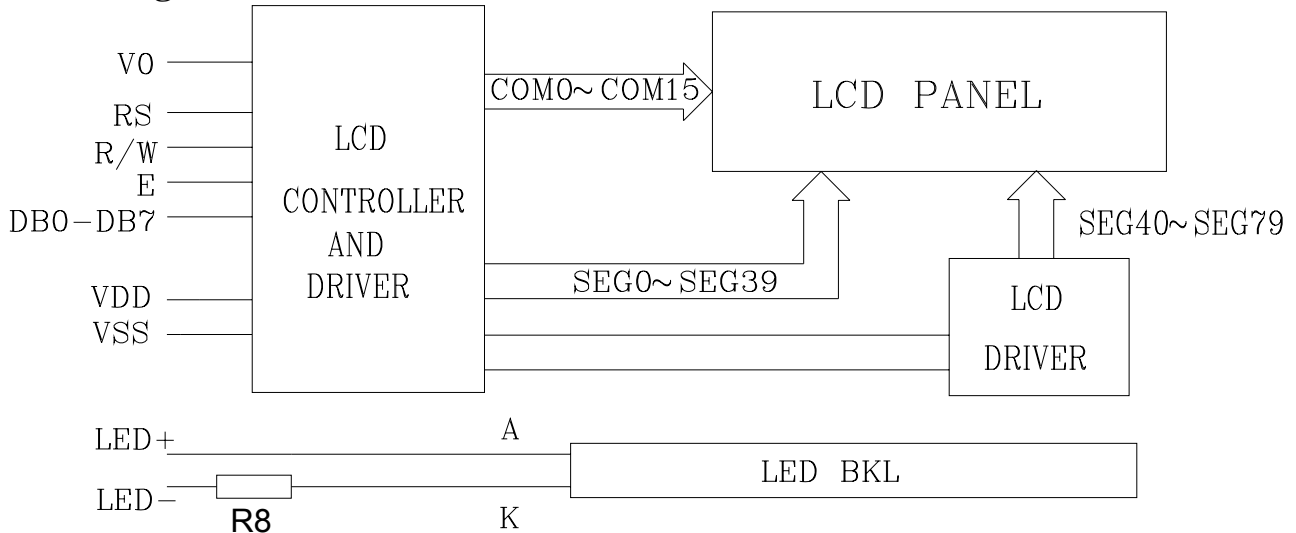 V0
RS
R/W
E
DB0-DB7
VDD
VSS
LCD
CONTROLLER
AND
DRIVER
COM0~COM15
LCD PANEL
SEG0~SEG39
SEG40~SEG79
LCD
DRIVER
LED+
A
LED BKL
LED-
R8
K